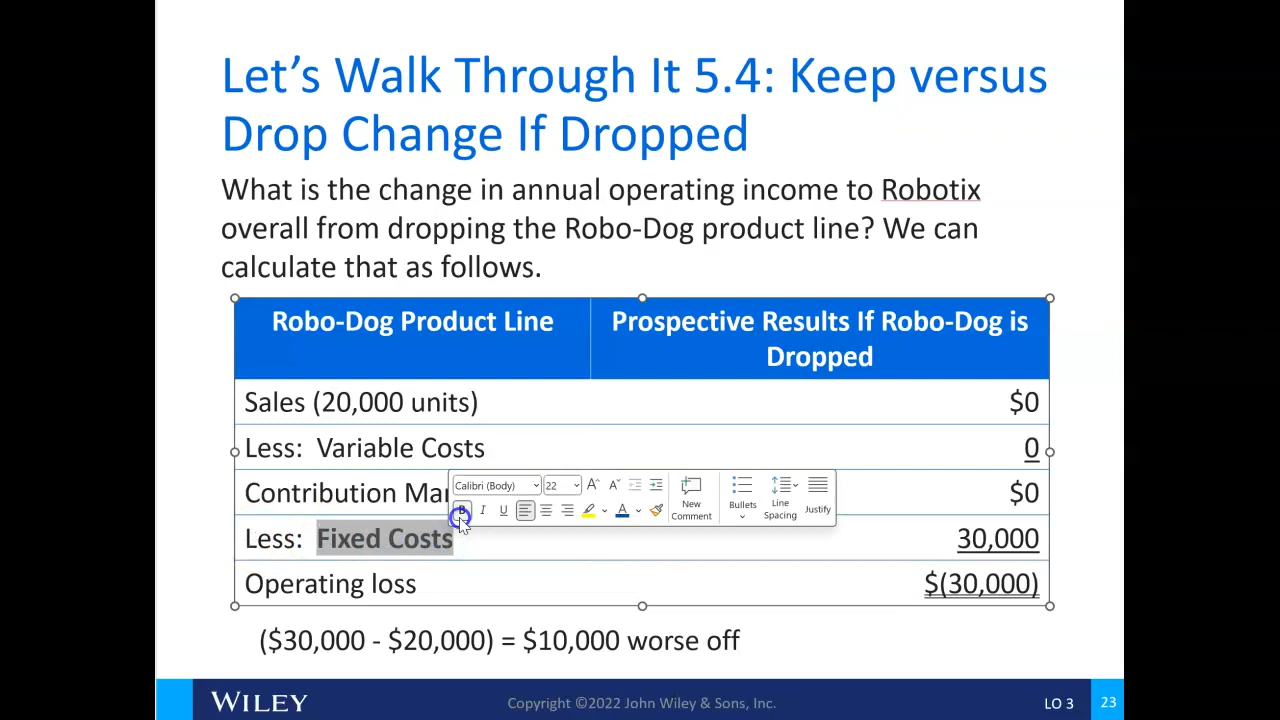 Let's Walk Through It 5.4: Keep versus
Drop Change If Dropped
What is the change in annual operating income to Robotix
overall from dropping the Robo-Dog product line? We can
calculate that as follows.
Robo-Dog Product Line
Prospective Results If Robo-Dog is
Dropped
Sales (20,000 units) $0
Less: Variable Costs 0
Calibri (Body) 22
New
Comment
Bullets
Line
Spacing
Justify
B I U A
Contribution Mar $0
Less: Fixed Costs 30,000
Operating loss $(30,000)
($30,000 - $20,000) = $10,000 worse off
WILEY
Copyright ©2022 John Wiley & Sons, Inc.
LO 3
23